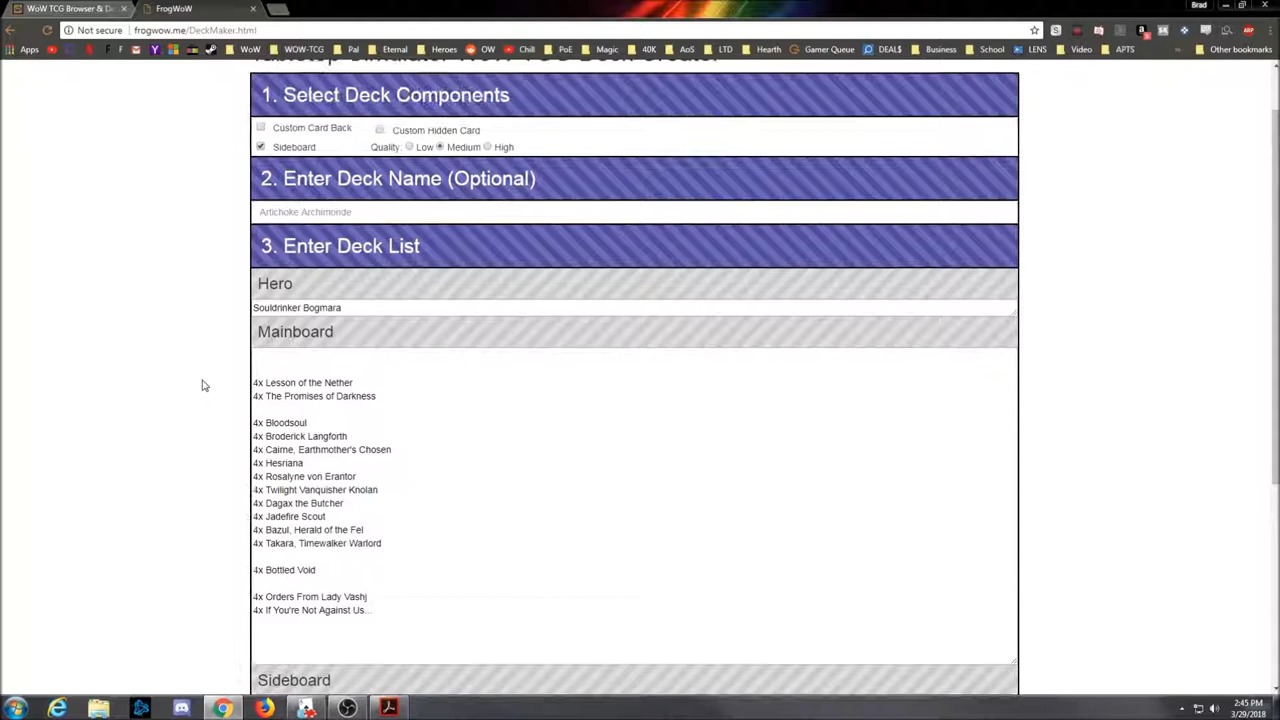 WoW TCG Browser & De
FrogWoW
Brad
Not secure
frogwow.me/DeckMaker.html
Apps
F
WoW
WOW-TCG
Pal
Eternal
Heroes
OW
Chill
PoE
Magic
40K
AoS
LTD
Hearth
Gamer Queue
DEAL$
Business
School
LENS
Video
APTS
Other bookmarks
Tabletop Simulator WoW TCG Deck Creator
1. Select Deck Components
Custom Card Back
Custom Hidden Card
Sideboard
Quality: Low Medium High
2. Enter Deck Name (Optional)
Artichoke Archimonde
3. Enter Deck List
Hero
Souldrinker Bogmara
Mainboard
4x Lesson of the Nether
4x The Promises of Darkness
4x Bloodsoul
4x Broderick Langforth
4x Cairne, Earthmother's Chosen
4x Hesriana
4x Rosalyne von Erantor
4x Twilight Vanquisher Knolan
4x Dagax the Butcher
4x Jadefire Scout
4x Bazul, Herald of the Fel
4x Takara, Timewalker Warlord
4x Bottled Void
4x Orders From Lady Vashj
4x If You're Not Against Us...
Sideboard
2:45 PM
3/29/2018